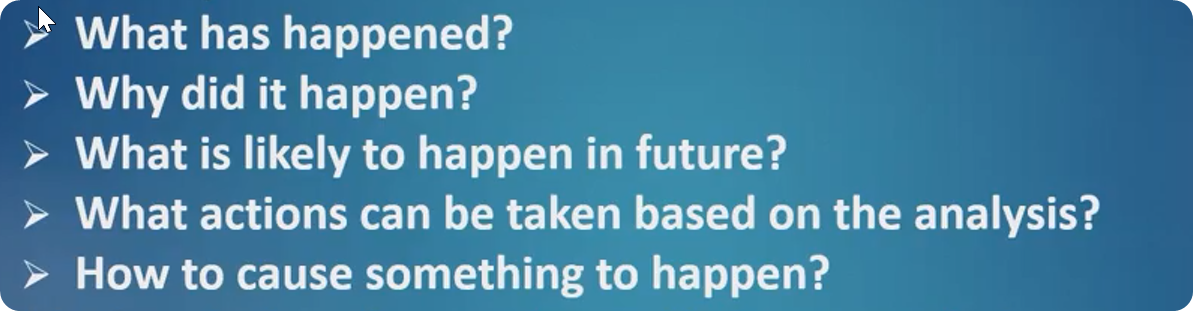 ➢ What has happened?
➢ Why did it happen?
➢ What is likely to happen in future?
➢ What actions can be taken based on the analysis?
➢ How to cause something to happen?